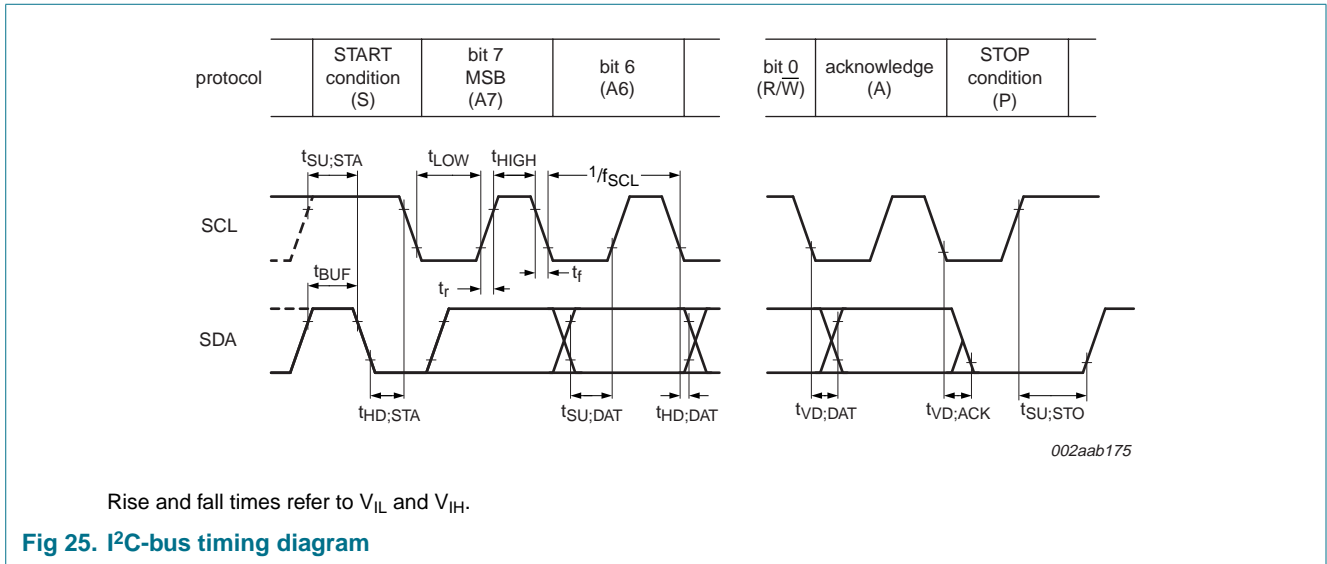 protocol
START
condition
(S)
bit 7
MSB
(A7)
bit 6
(A6)
bit 0
(R/W̅)
acknowledge
(A)
STOP
condition
(P)
tSU;STA
tLOW
tHIGH
1/fSCL
SCL
tBUF
tr
tf
SDA
tHD;STA
tSU;DAT
tHD;DAT
tVD;DAT
tVD;ACK
tSU;STO
002aab175
Rise and fall times refer to VIL and VIH.
Fig 25. I²C-bus timing diagram